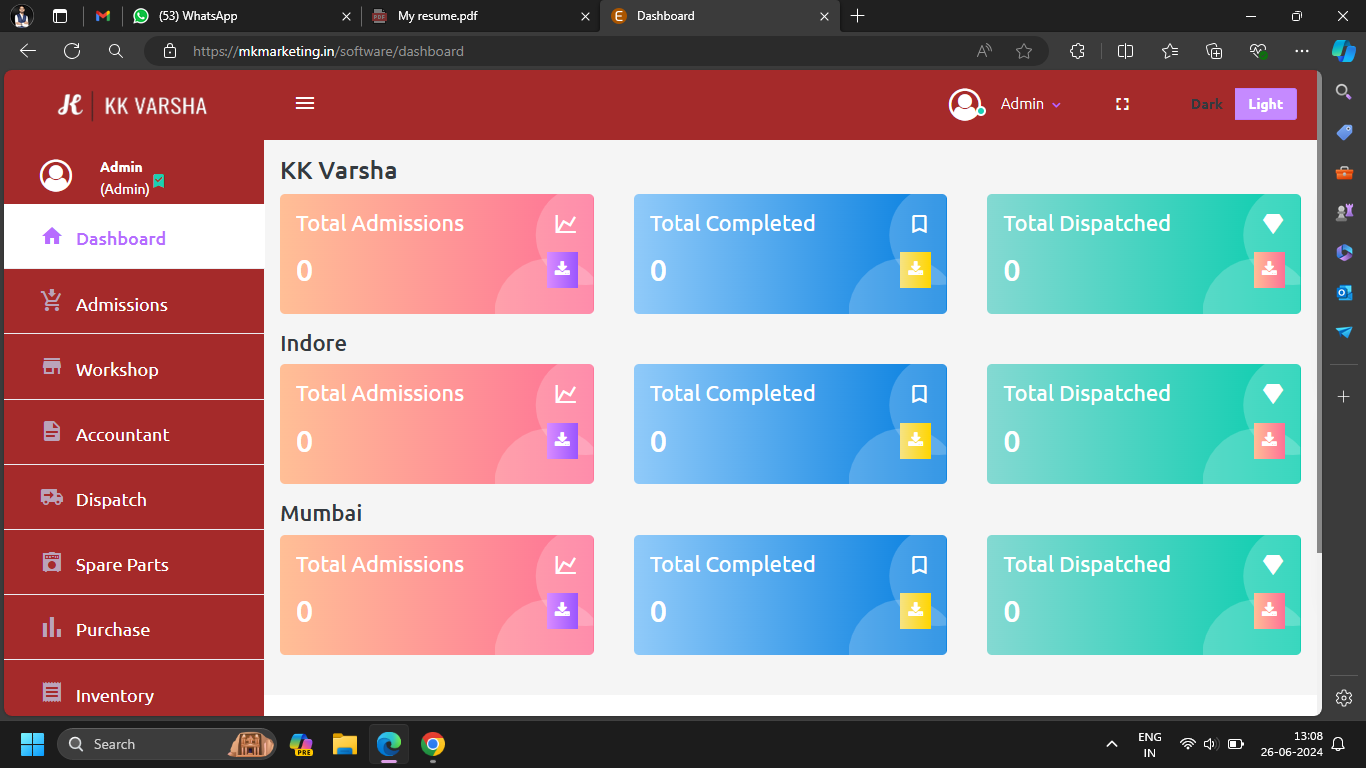 (53) WhatsApp
My resume.pdf
Dashboard
https://mkmarketing.in/software/dashboard
KK VARSHA
Admin
Dark
Light
Admin
(Admin)
Dashboard
Admissions
Workshop
Accountant
Dispatch
Spare Parts
Purchase
Inventory
KK Varsha
Total Admissions
0
Total Completed
0
Total Dispatched
0
Indore
Total Admissions
0
Total Completed
0
Total Dispatched
0
Mumbai
Total Admissions
0
Total Completed
0
Total Dispatched
0
Search
PRE
ENG
IN
13:08
26-06-2024